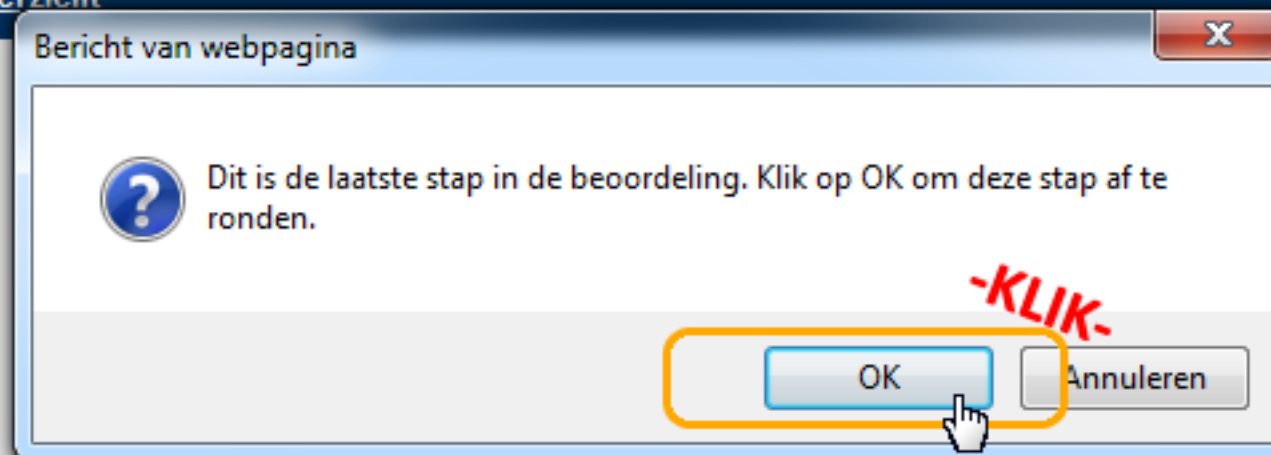 erzicht
Bericht van webpagina
Dit is de laatste stap in de beoordeling. Klik op OK om deze stap af te
ronden.
-KLIK-
OK
Annuleren